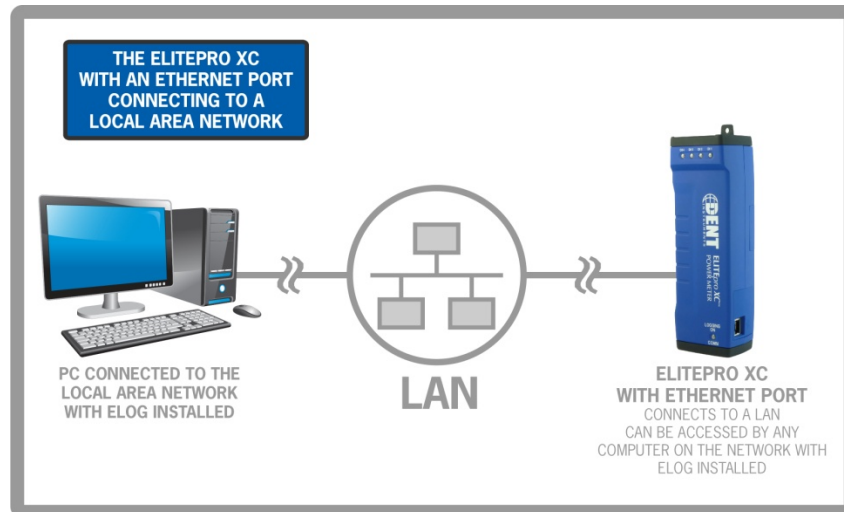 THE ELITEPRO XC
WITH AN ETHERNET PORT
CONNECTING TO A
LOCAL AREA NETWORK
PC CONNECTED TO THE
LOCAL AREA NETWORK
WITH ELOG INSTALLED
LAN
DENT
ELITEpro XC
POWER METER
ELITEPRO XC
WITH ETHERNET PORT
CONNECTS TO A LAN
CAN BE ACCESSED BY ANY
COMPUTER ON THE NETWORK WITH
ELOG INSTALLED